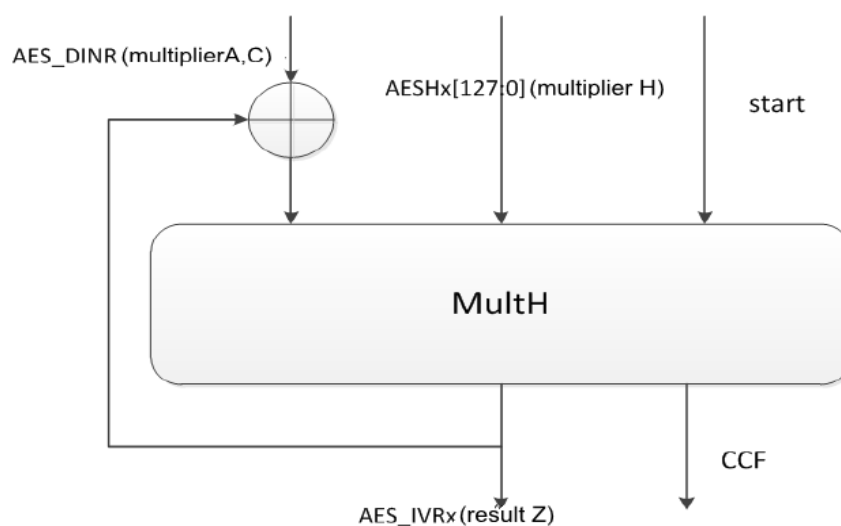 AES_DINR (multiplierA,C)
AESHx[127:0] (multiplier H)
start
MultH
CCF
AES_IVRx (result Z)